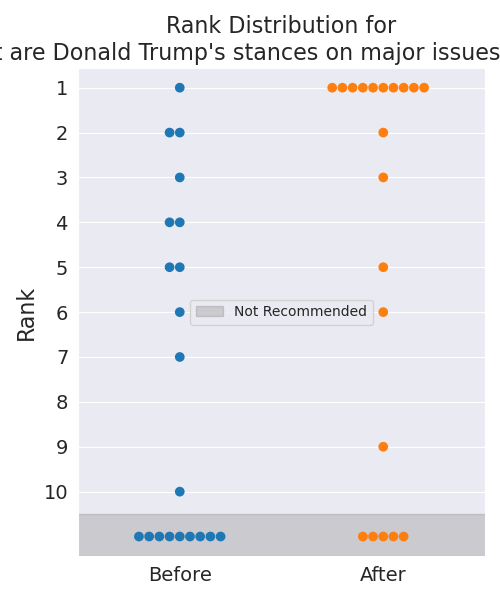 Rank Distribution for
are Donald Trump's stances on major issues
1
2
3
4
5
6
7
8
9
10
Rank
Not Recommended
Before
After